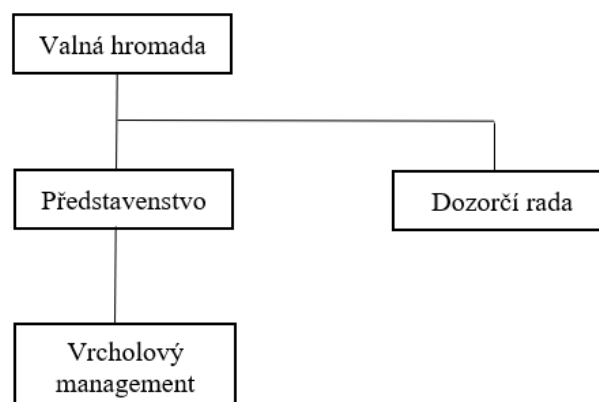 Valná hromada
Představenstvo
Dozorčí rada
Vrcholový
management